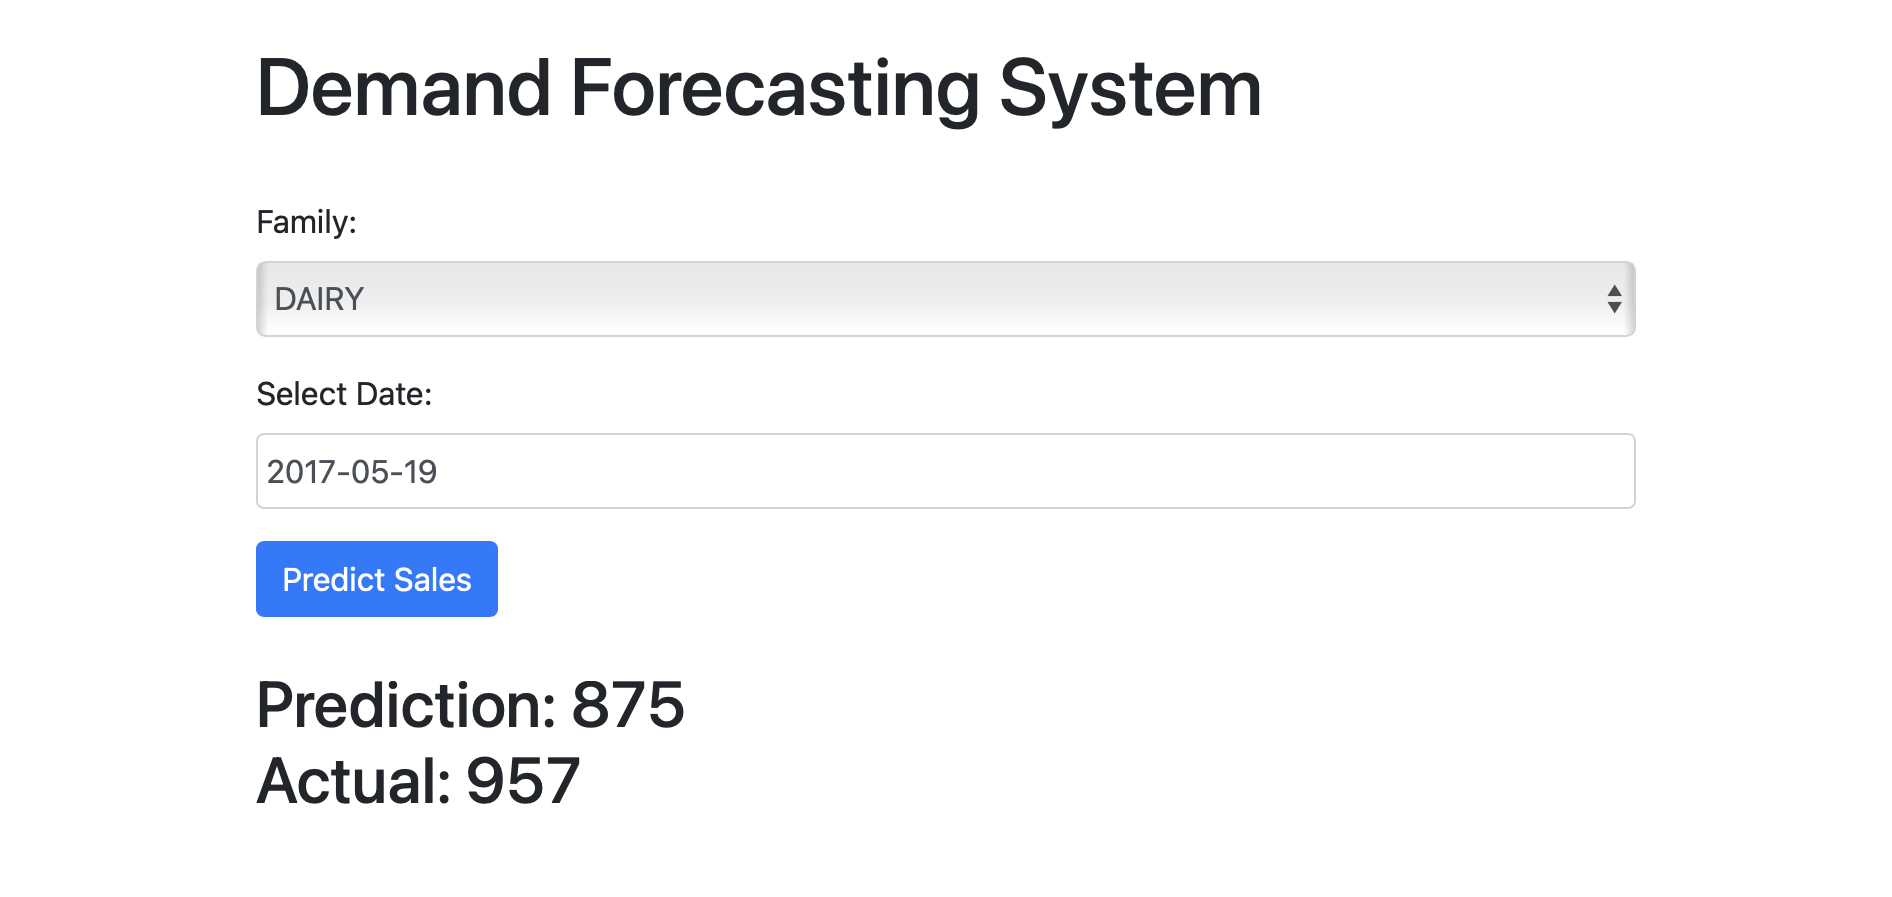 Demand Forecasting System
Family:
DAIRY
Select Date:
2017-05-19
Predict Sales
Prediction: 875
Actual: 957